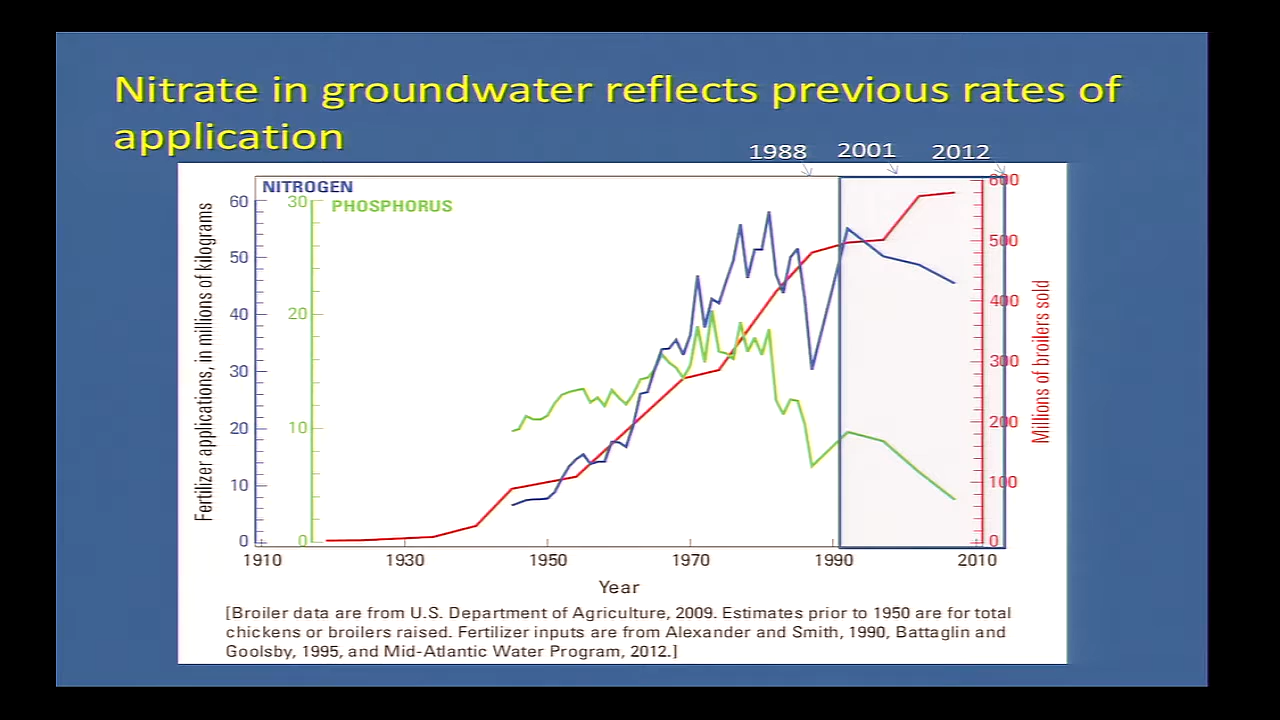 Nitrate in groundwater reflects previous rates of
application
1988 2001 2012
NITROGEN
PHOSPHORUS
60
50
40
30
20
10
0
30
20
10
0
600
500
400
300
200
100
0
Fertilizer applications, in millions of kilograms
Millions of broilers sold
1910 1930 1950 1970 1990 2010
Year
[Broiler data are from U.S. Department of Agriculture, 2009. Estimates prior to 1950 are for total
chickens or broilers raised. Fertilizer inputs are from Alexander and Smith, 1990, Battaglin and
Goolsby, 1995, and Mid-Atlantic Water Program, 2012.]